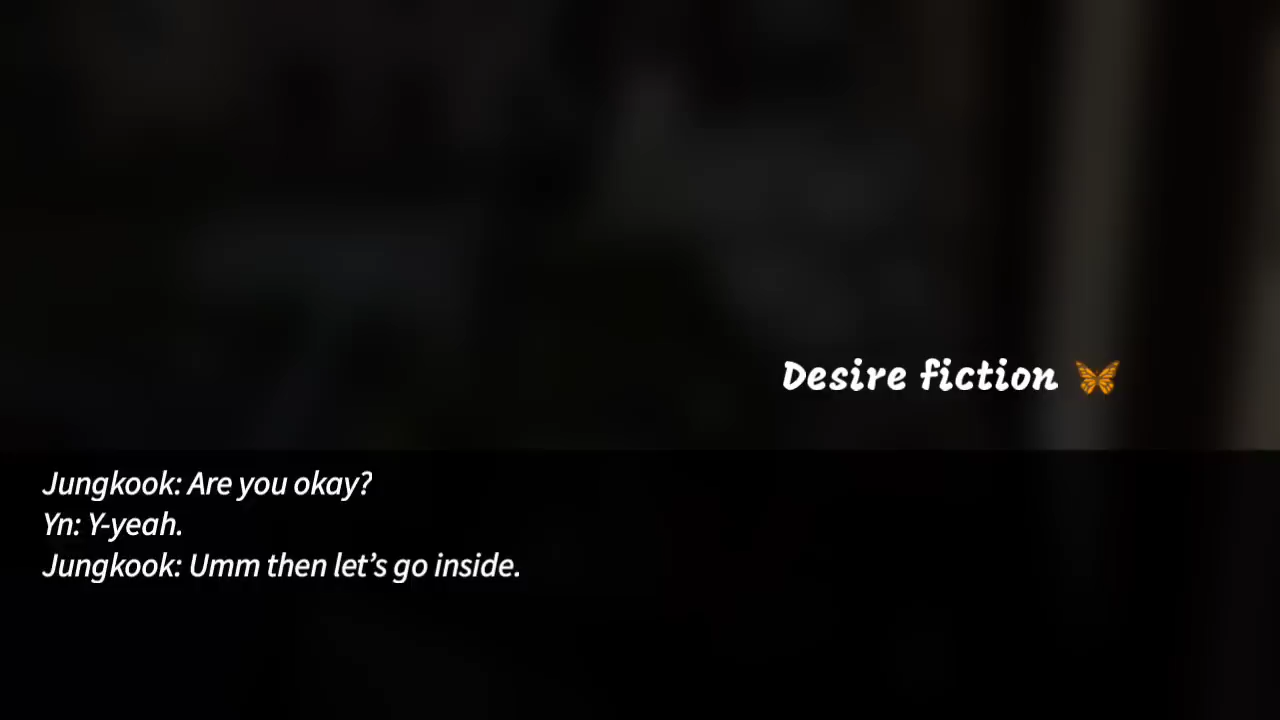 Desire fiction 🦋
Jungkook: Are you okay?
Yn: Y-yeah.
Jungkook: Umm then let’s go inside.